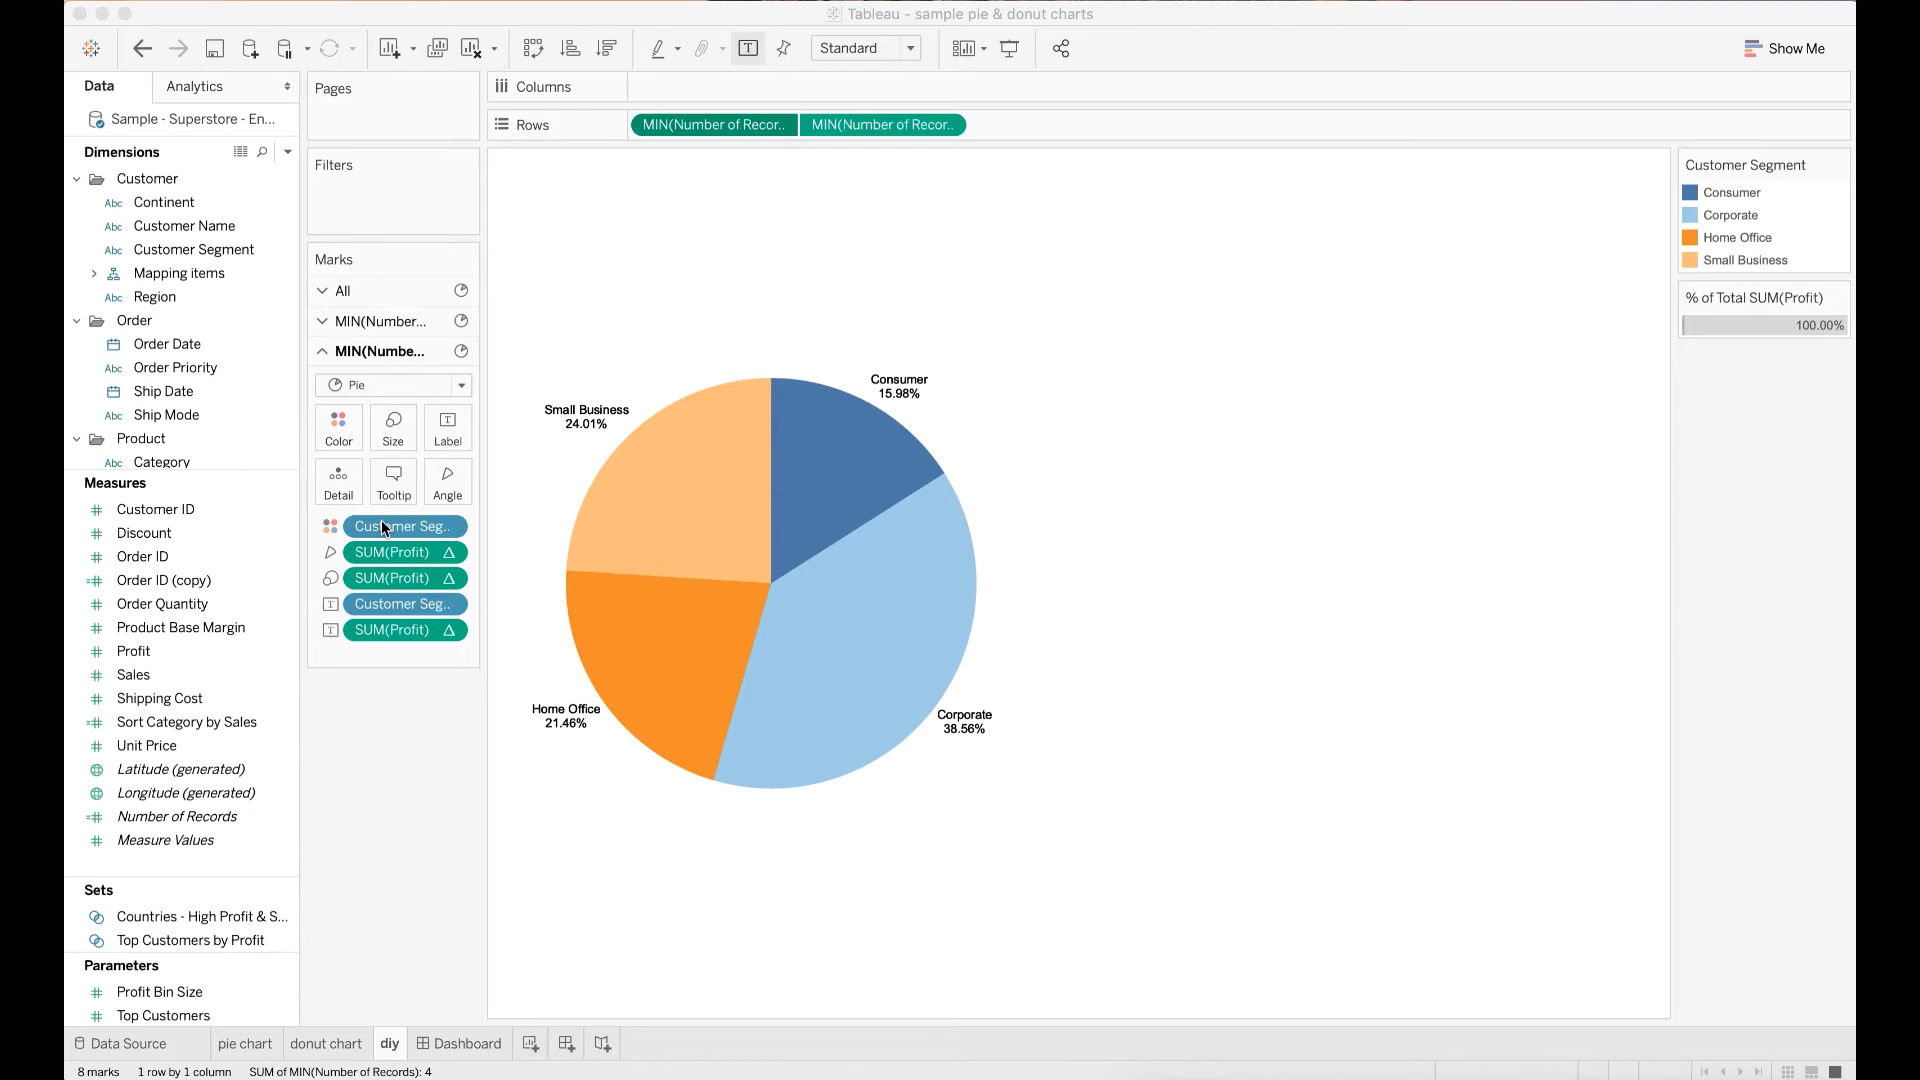 Tableau - sample pie & donut charts
Standard
Show Me
Data
Analytics
Sample - Superstore - En...
Dimensions
Customer
Abc Continent
Abc Customer Name
Abc Customer Segment
Mapping items
Abc Region
Order
Order Date
Abc Order Priority
Ship Date
Abc Ship Mode
Product
Abc Category
Measures
Customer ID
Discount
Order ID
Order ID (copy)
Order Quantity
Product Base Margin
Profit
Sales
Shipping Cost
Sort Category by Sales
Unit Price
Latitude (generated)
Longitude (generated)
Number of Records
Measure Values
Sets
Countries - High Profit & S...
Top Customers by Profit
Parameters
Profit Bin Size
Top Customers
Pages
Filters
Marks
All
MIN(Number...
MIN(Numbe...
Pie
Color
Size
Label
Detail
Tooltip
Angle
Customer Seg..
SUM(Profit)
SUM(Profit)
Customer Seg..
SUM(Profit)
Columns
Rows
MIN(Number of Recor..
MIN(Number of Recor..
Consumer
15.98%
Small Business
24.01%
Home Office
21.46%
Corporate
38.56%
Customer Segment
Consumer
Corporate
Home Office
Small Business
% of Total SUM(Profit)
100.00%
Data Source
pie chart
donut chart
diy
Dashboard
8 marks
1 row by 1 column
SUM of MIN(Number of Records): 4